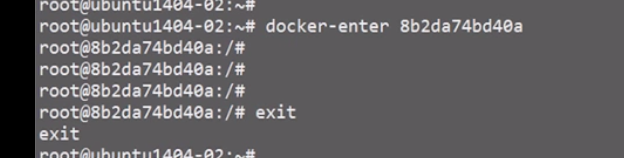 root@ubuntu1404-02:~#
root@ubuntu1404-02:~# docker-enter 8b2da74bd40a
root@8b2da74bd40a:/#
root@8b2da74bd40a:/#
root@8b2da74bd40a:/#
root@8b2da74bd40a:/# exit
exit
root@ubuntu1404-02:~#